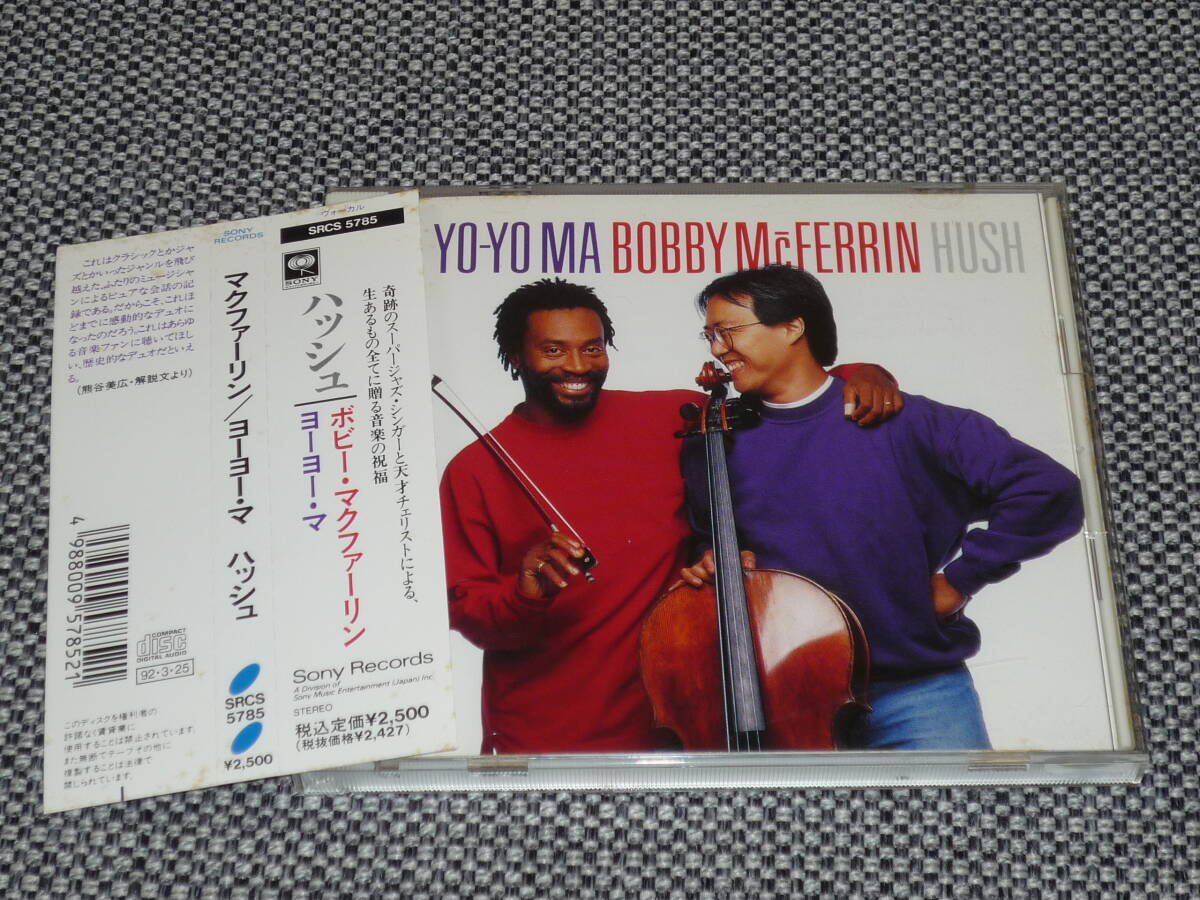 これはクラシックとかジャ
ズとかいったジャンルを飛び
越えた、ふたりのミュージシャ
ンによるピュアな会話の記
録である。だからこそ、これほ
どまでに感動的なデュオに
なったのだろう。これはあらゆ
る音楽ファンに聴いてほし
い、歴史的なデュオだといえ
る。
(熊谷美広・解説文より)
4 988009 578521
COMPACT
disc
DIGITAL AUDIO
92・3・25
このディスクを権利者の
許諾なく賃貸業に
使用することは禁止されています。
また無断でテープその他に
複製することは法律で
禁じられています。
SONY
RECORDS
マクファーリン/ヨーヨー・マ ハッシュ
SRCS
5785
¥2,500
ヴォーカル
SRCS 5785
SONY
奇跡のスーパージャズ・シンガーと天才チェリストによる、
生あるもの全てに贈る音楽の祝福
ハッシュ
ボビー・マクファーリン
ヨーヨー・マ
Sony Records
A Division of
Sony Music Entertainment (Japan) Inc.
STEREO
税込定価¥2,500
(税抜価格¥2,427)
YO-YO MA BOBBY McFERRIN HUSH